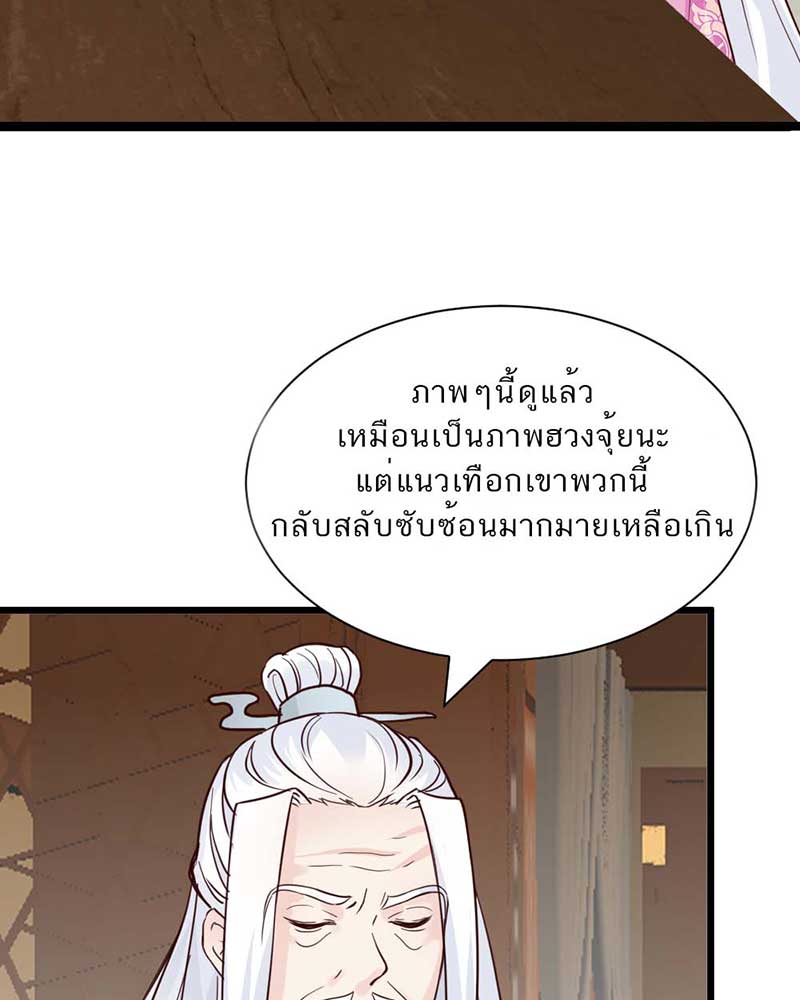 ภาพๆนี้ดูแล้ว
เหมือนเป็นภาพฮวงจุ้ยนะ
แต่แนวเทือกเขาพวกนี้
กลับสลับซับซ้อนมากมายเหลือเกิน